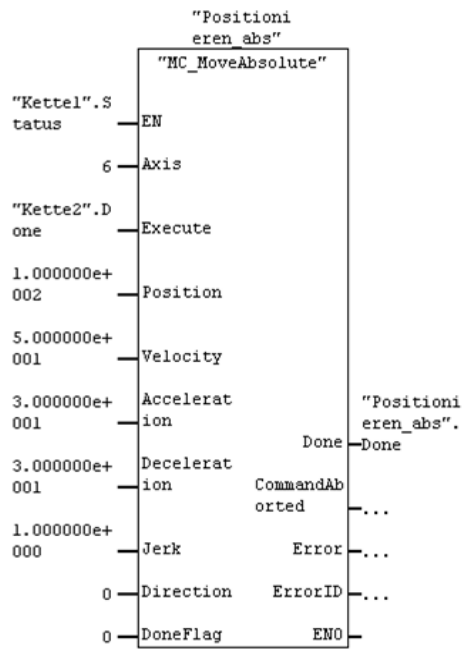 "Positioni
eren_abs"
"MC_MoveAbsolute"
"Kette1".S
tatus
EN
6
Axis
"Kette2".D
one
Execute
1.000000e+
002
Position
5.000000e+
001
Velocity
3.000000e+
001
Accelerat
ion
"Positioni
eren_abs".
Done
Done
3.000000e+
001
Decelerat
ion
CommandAb
orted
...
1.000000e+
000
Jerk
Error
...
0
Direction
ErrorID
...
0
DoneFlag
ENO